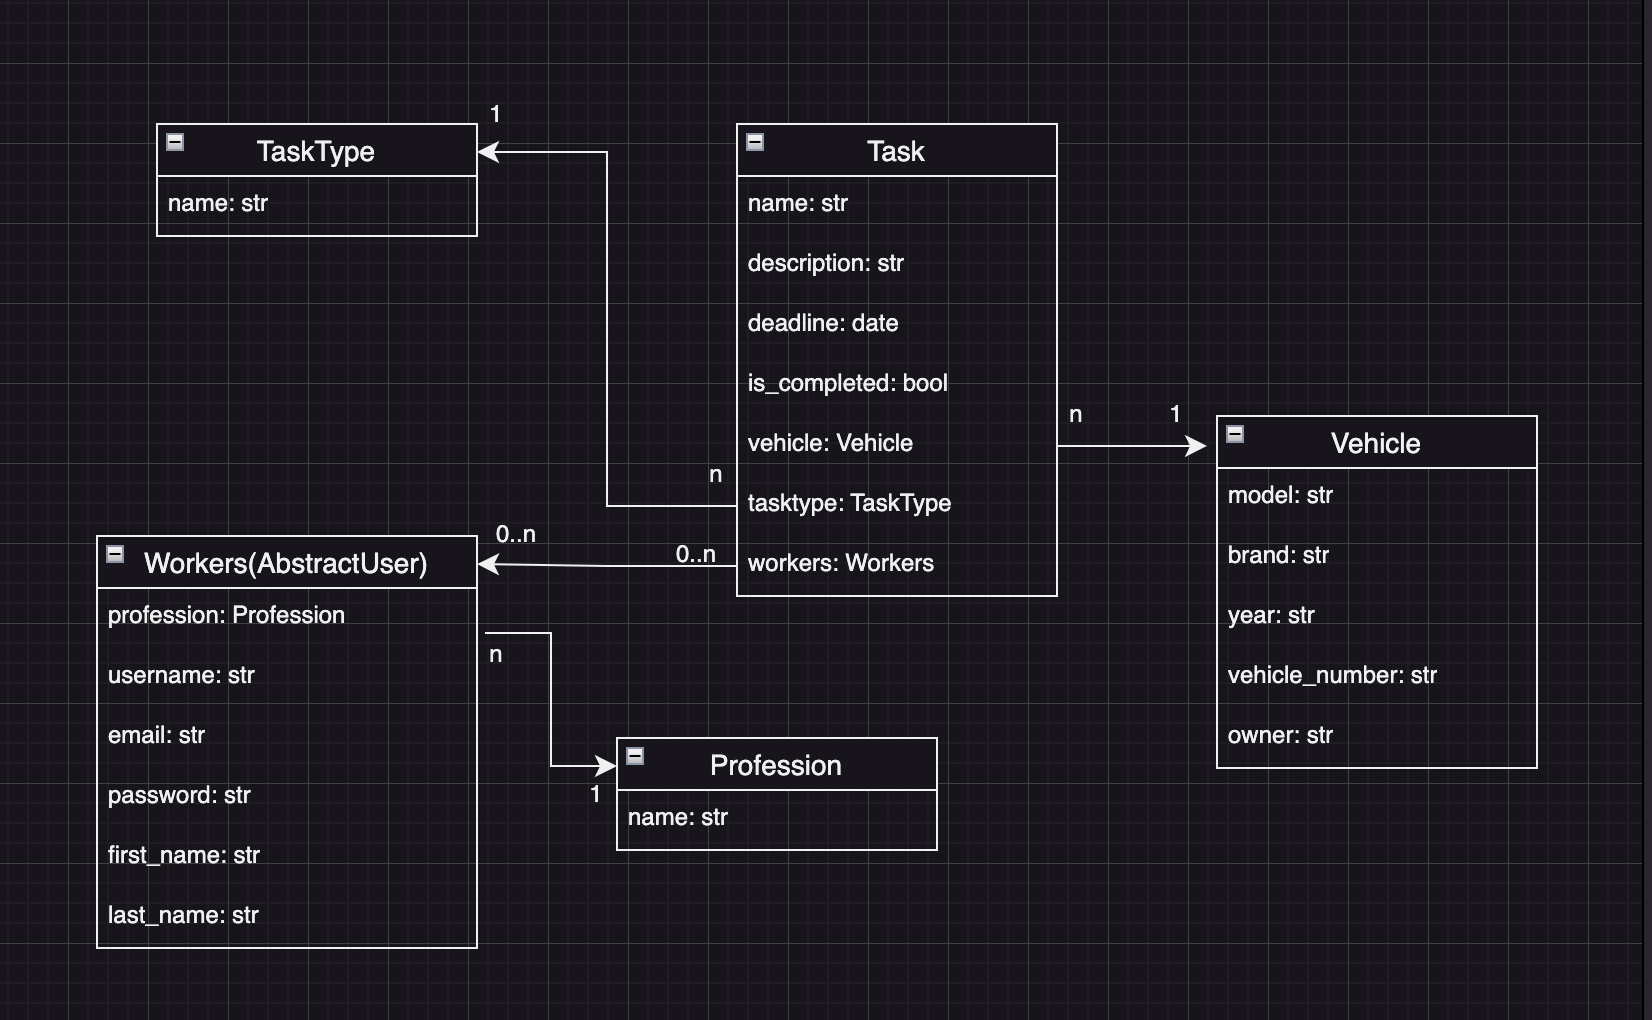 1
TaskType
name: str
Task
name: str
description: str
deadline: date
is_completed: bool
vehicle: Vehicle
tasktype: TaskType
workers: Workers
n
0..n
0..n
n
1
Vehicle
model: str
brand: str
year: str
vehicle_number: str
owner: str
Workers(AbstractUser)
profession: Profession
username: str
email: str
password: str
first_name: str
last_name: str
n
1
Profession
name: str